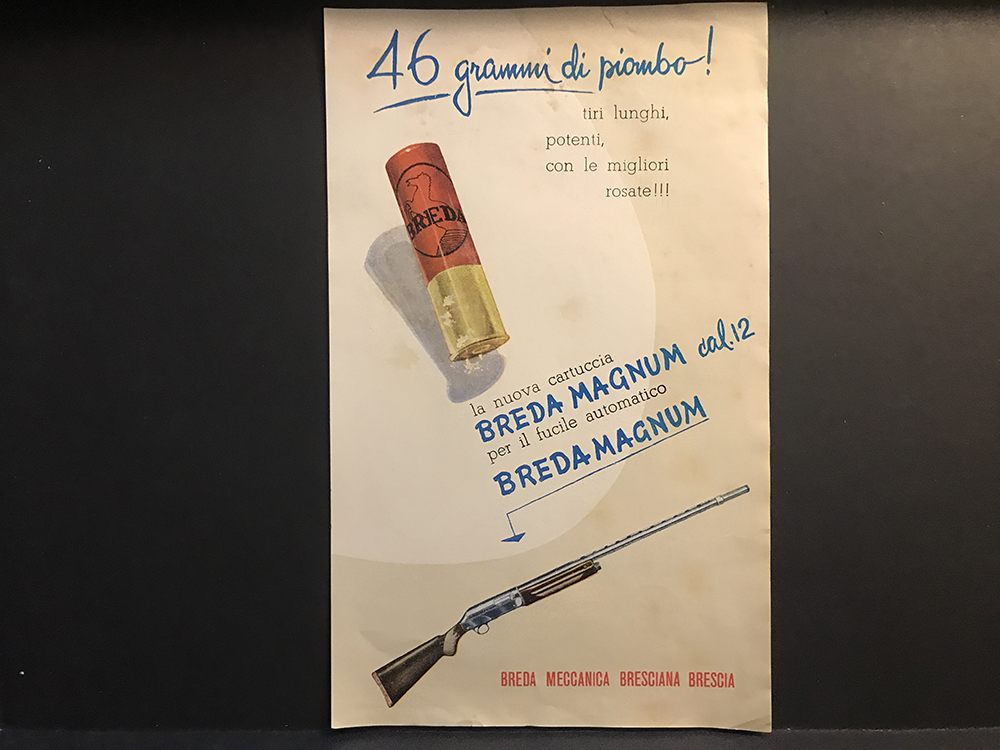 46 grammi di piombo!
tiri lunghi,
potenti,
con le migliori
rosate!!!
BREDA
la nuova cartuccia
BREDA MAGNUM cal.12
per il fucile automatico
BREDA MAGNUM
BREDA MECCANICA BRESCIANA BRESCIA